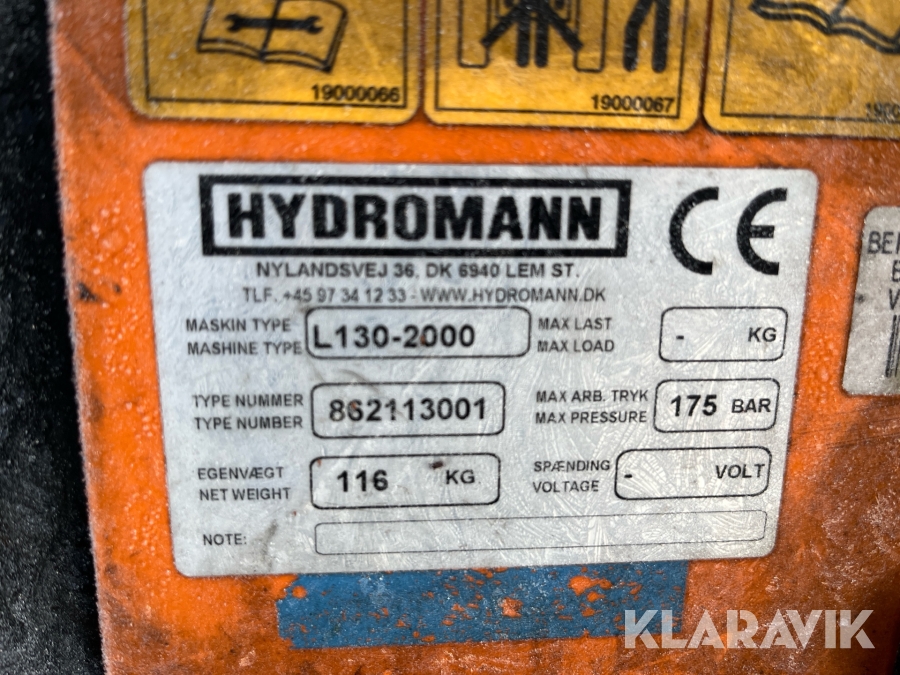 19000066
19000067
HYDROMANN
CE
NYLANDSVEJ 36, DK 6940 LEM ST.
TLF. +45 97 34 12 33 - WWW.HYDROMANN.DK
MASKIN TYPE
MASHINE TYPE
L130-2000
MAX LAST
MAX LOAD
- KG
TYPE NUMMER
TYPE NUMBER
862113001
MAX ARB. TRYK
MAX PRESSURE
175 BAR
EGENVÆGT
NET WEIGHT
116 KG
SPÆNDING
VOLTAGE
- VOLT
NOTE:
KLARAVIK